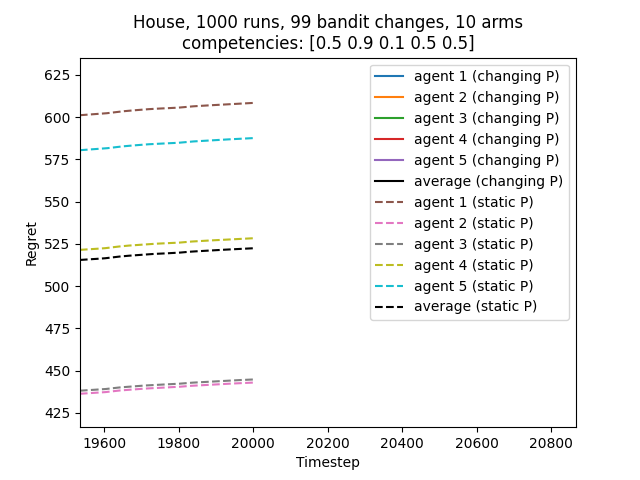 House, 1000 runs, 99 bandit changes, 10 arms
competencies: [0.5 0.9 0.1 0.5 0.5]
625
600
575
550
525
500
475
450
425
Regret
agent 1 (changing P)
agent 2 (changing P)
agent 3 (changing P)
agent 4 (changing P)
agent 5 (changing P)
average (changing P)
agent 1 (static P)
agent 2 (static P)
agent 3 (static P)
agent 4 (static P)
agent 5 (static P)
average (static P)
19600 19800 20000 20200 20400 20600 20800
Timestep